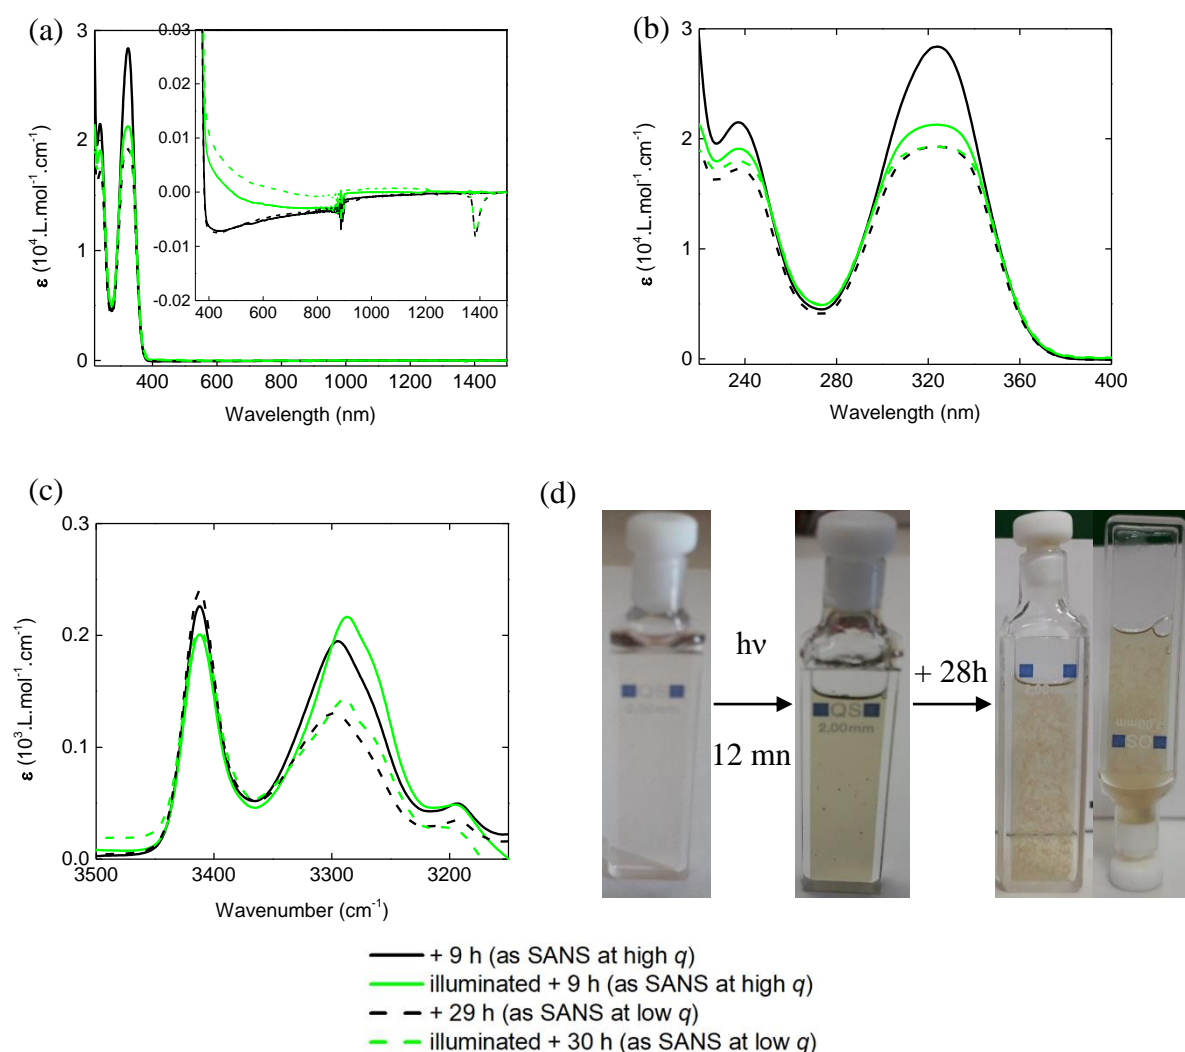 (a)
3
2
1
0
ε (10⁴.L.mol⁻¹.cm⁻¹)
400 600 800 1000 1200 1400
Wavelength (nm)
0.03
0.02
0.01
0.00
-0.01
-0.02
400 600 800 1000 1200 1400
(b)
3
2
1
0
ε (10⁴.L.mol⁻¹.cm⁻¹)
240 280 320 360 400
Wavelength (nm)
(c)
0.3
0.2
0.1
0.0
ε (10³.L.mol⁻¹.cm⁻¹)
3500 3400 3300 3200
Wavenumber (cm⁻¹)
(d)
QS
2,00mm
hν
12 mn
QS
2,00mm
+ 28h
QS
+ 9 h (as SANS at high q)
illuminated + 9 h (as SANS at high q)
+ 29 h (as SANS at low q)
illuminated + 30 h (as SANS at low q)